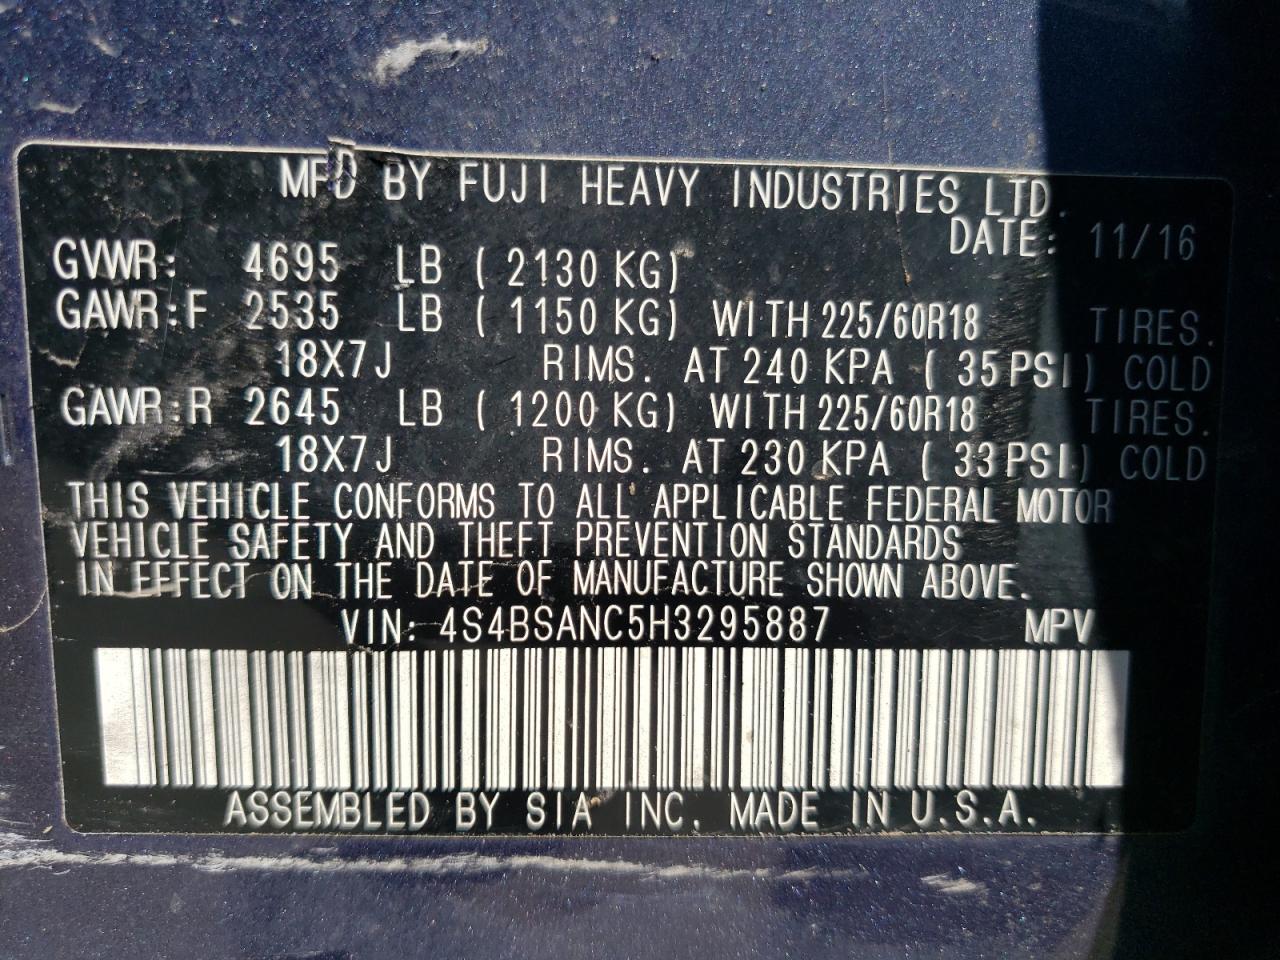 MFD BY FUJI HEAVY INDUSTRIES LTD.
DATE: 11/16
GVWR: 4695 LB ( 2130 KG)
GAWR:F 2535 LB ( 1150 KG) WITH 225/60R18 TIRES.
18X7J RIMS. AT 240 KPA ( 35 PSI) COLD
GAWR:R 2645 LB ( 1200 KG) WITH 225/60R18 TIRES.
18X7J RIMS. AT 230 KPA ( 33 PSI) COLD
THIS VEHICLE CONFORMS TO ALL APPLICABLE FEDERAL MOTOR
VEHICLE SAFETY AND THEFT PREVENTION STANDARDS
IN EFFECT ON THE DATE OF MANUFACTURE SHOWN ABOVE.
VIN: 4S4BSANC5H3295887 MPV
ASSEMBLED BY SIA INC. MADE IN U.S.A.